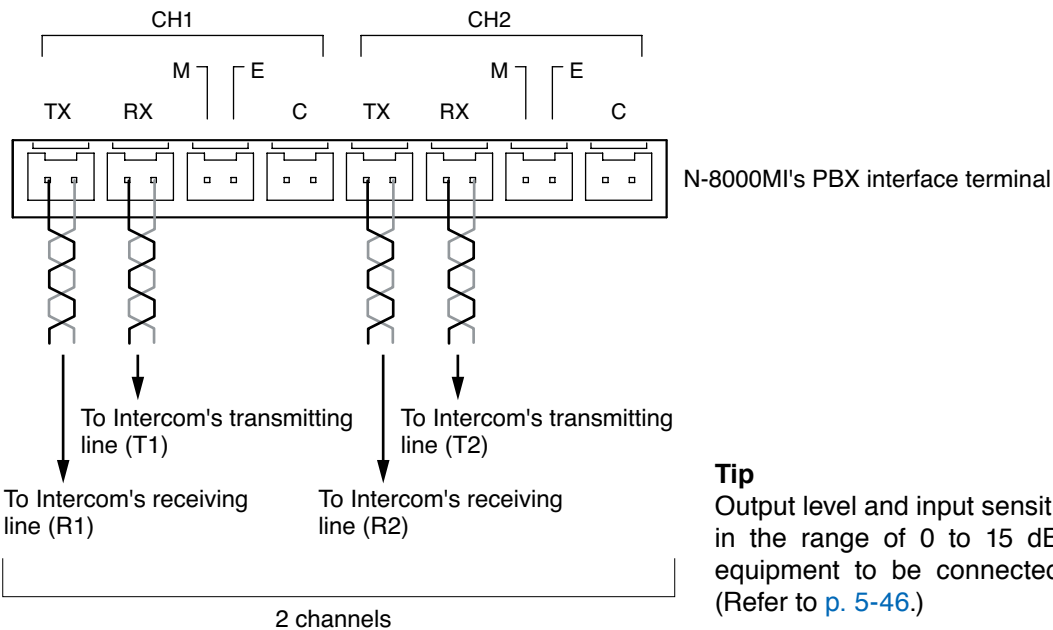 CH1 CH2
M E M E
TX RX C TX RX C
N-8000MI's PBX interface terminal
To Intercom's transmitting
line (T1)
To Intercom's transmitting
line (T2)
To Intercom's receiving
line (R1)
To Intercom's receiving
line (R2)
2 channels
Tip
Output level and input sensit
in the range of 0 to 15 dB
equipment to be connected
(Refer to p. 5-46.)